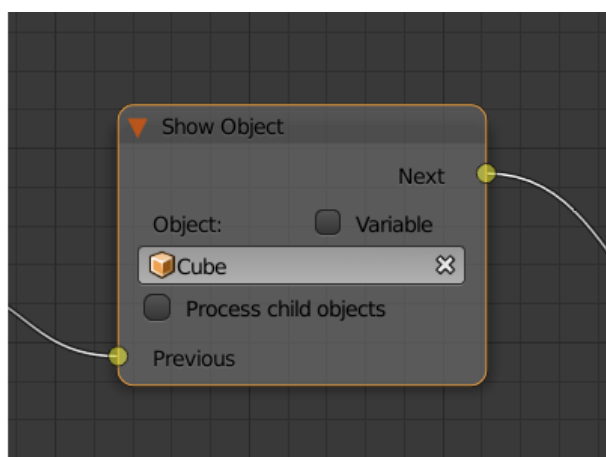 Show Object
Next
Object: Variable
Cube
Process child objects
Previous